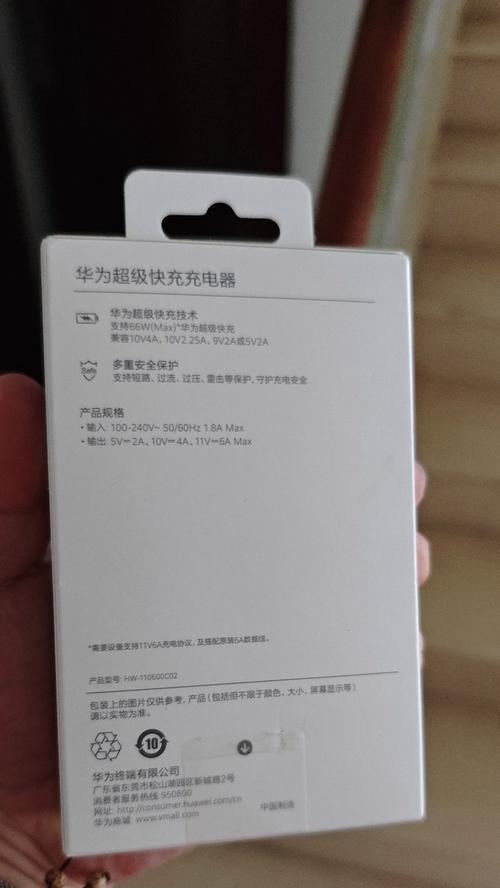 华为超级快充充电器
华为超级快充技术
支持66W(Max)*华为超级快充
兼容10V4A, 10V2.25A, 9V2A或5V2A
Safe
多重安全保护
支持短路、过流、过压、雷击等保护, 守护充电安全
产品规格
• 输入: 100-240V~ 50/60Hz 1.8A Max
• 输出: 5V⎓2A、10V⎓4A、11V⎓6A Max
*需要设备支持11V6A充电协议, 及搭配原装6A数据线。
产品型号: HW-110600C02
包装上的图片仅供参考, 产品 (包括但不限于颜色、大小、屏幕显示等)
请以实物为准。
10
华为终端有限公司
广东省东莞市松山湖园区新城路2号
消费者服务热线: 950800
网址: http://consumer.huawei.com/cn
华为商城 www.vmall.com
中国制造